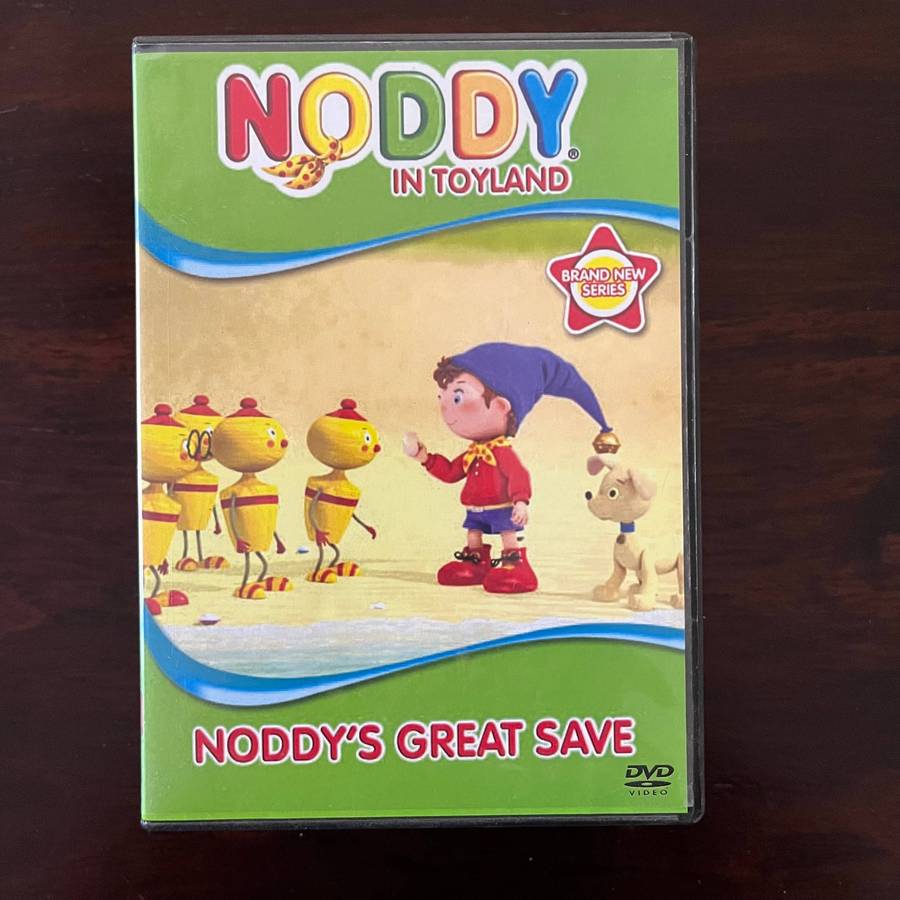 NODDY
IN TOYLAND
BRAND NEW
SERIES
NODDY'S GREAT SAVE
DVD
VIDEO